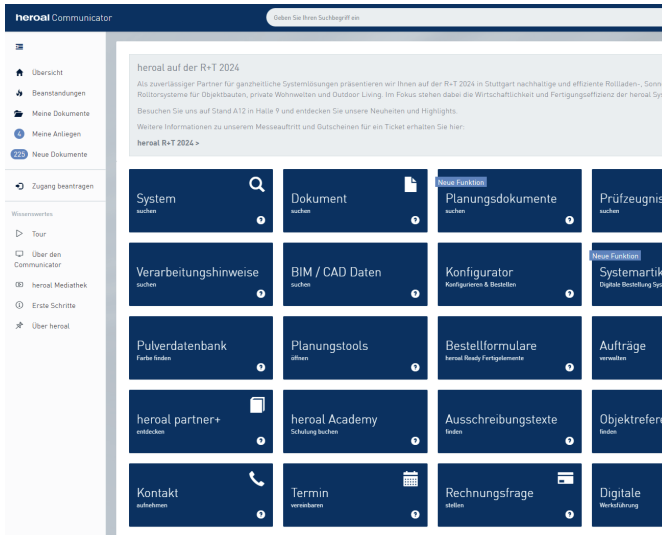 heroal Communicator
Geben Sie Ihren Suchbegriff ein
Übersicht
Beanstandungen
Meine Dokumente
4 Meine Anliegen
225 Neue Dokumente
Zugang beantragen
Wissenswertes
Tour
Über den
Communicator
heroal Mediathek
Erste Schritte
Über heroal
heroal auf der R+T 2024
Als zuverlässiger Partner für ganzheitliche Systemlösungen präsentieren wir Ihnen auf der R+T 2024 in Stuttgart nachhaltige und effiziente Rollladen-, Sonn
Rolltorsysteme für Objektbauten, private Wohnwelten und Outdoor Living. Im Fokus stehen dabei die Wirtschaftlichkeit und Fertigungseffizienz der heroal Sy
Besuchen Sie uns auf Stand A12 in Halle 9 und entdecken Sie unsere Neuheiten und Highlights.
Weitere Informationen zu unserem Messeauftritt und Gutscheinen für ein Ticket erhalten Sie hier:
heroal R+T 2024 >
System
suchen
Dokument
suchen
Neue Funktion
Planungsdokumente
suchen
Prüfzeugnis
suchen
Verarbeitungshinweise
suchen
BIM / CAD Daten
suchen
Konfigurator
Konfigurieren & Bestellen
Neue Funktion
Systemartik
Digitale Bestellung Sys
Pulverdatenbank
Farbe finden
Planungstools
öffnen
Bestellformulare
heroal Ready Fertigelemente
Aufträge
verwalten
heroal partner+
entdecken
heroal Academy
Schulung buchen
Ausschreibungstexte
finden
Objektrefere
finden
Kontakt
aufnehmen
Termin
vereinbaren
Rechnungsfrage
stellen
Digitale
Werksführung